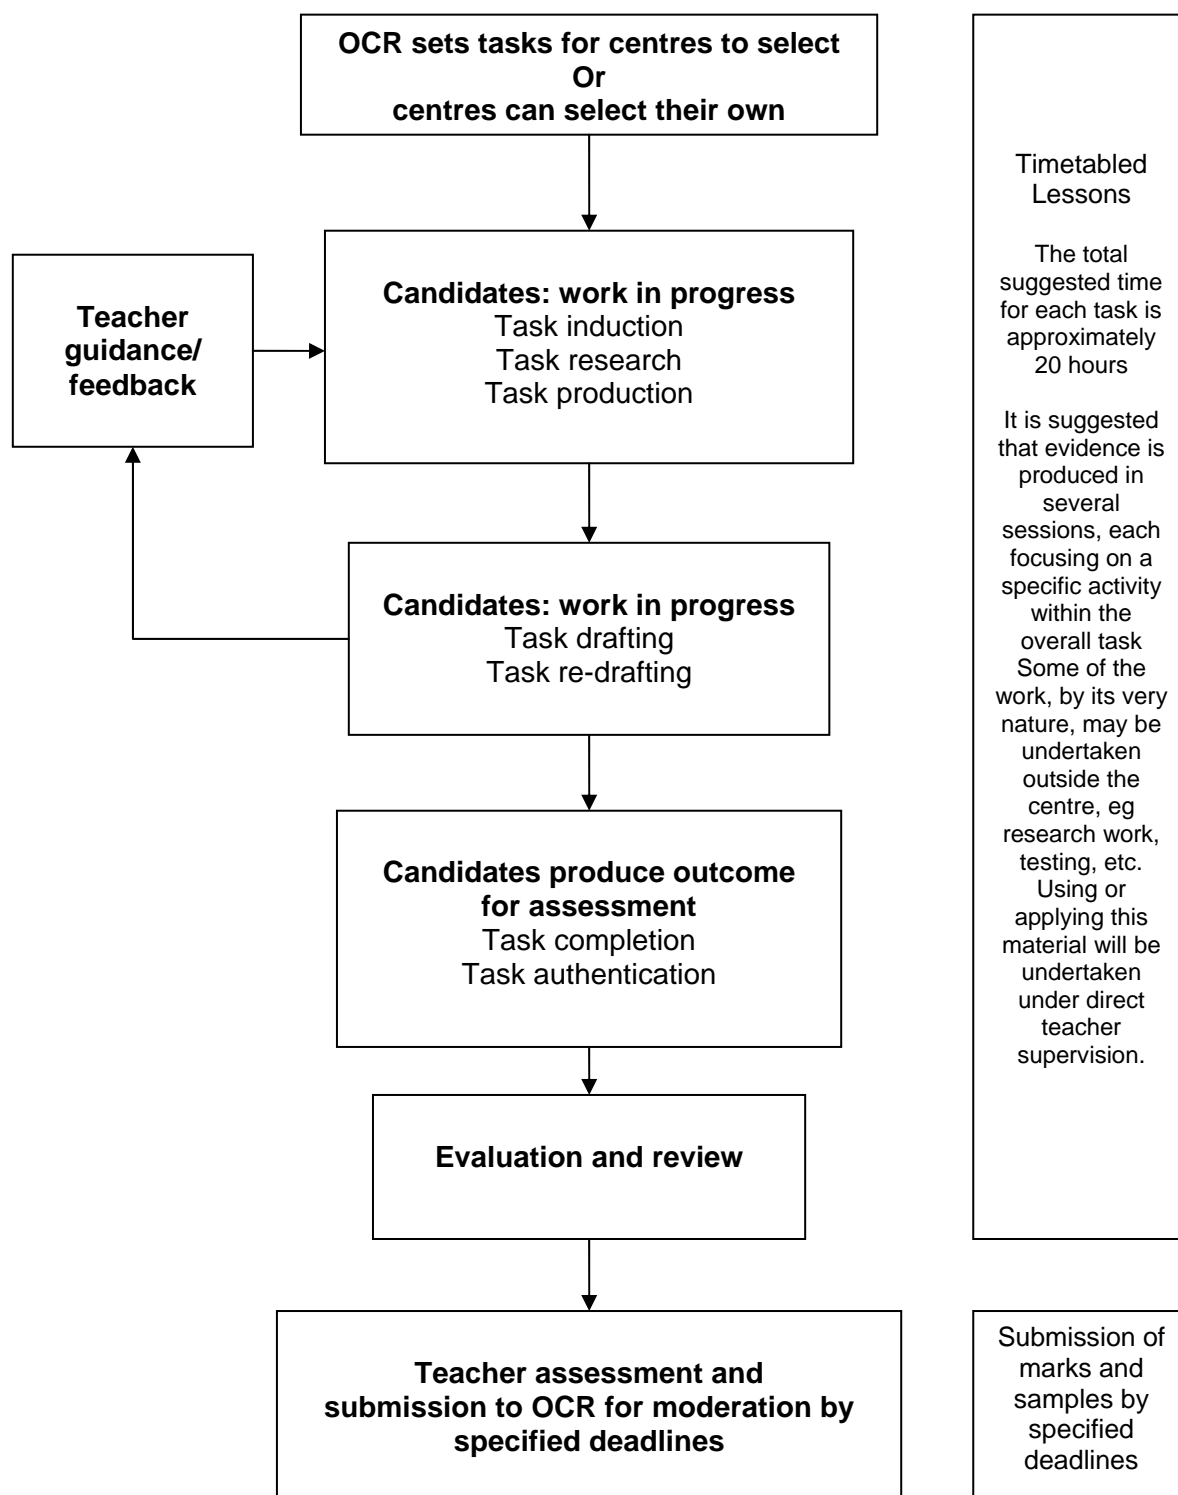 OCR sets tasks for centres to select
Or
centres can select their own
Teacher
guidance/
feedback
Candidates: work in progress
Task induction
Task research
Task production
Candidates: work in progress
Task drafting
Task re-drafting
Candidates produce outcome
for assessment
Task completion
Task authentication
Evaluation and review
Teacher assessment and
submission to OCR for moderation by
specified deadlines
Timetabled
Lessons
The total
suggested time
for each task is
approximately
20 hours
It is suggested
that evidence is
produced in
several
sessions, each
focusing on a
specific activity
within the
overall task
Some of the
work, by its very
nature, may be
undertaken
outside the
centre, eg
research work,
testing, etc.
Using or
applying this
material will be
undertaken
under direct
teacher
supervision.
Submission of
marks and
samples by
specified
deadlines